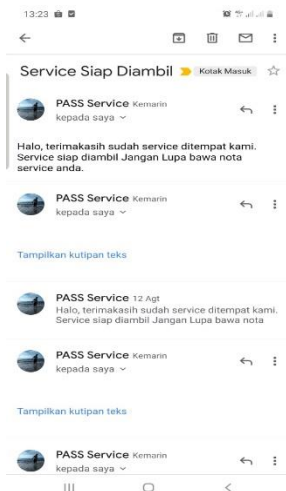 13:23
Service Siap Diambil
Kotak Masuk
PASS Service Kemarin
kepada saya
Halo, terimakasih sudah service ditempat kami.
Service siap diambil Jangan Lupa bawa nota
service anda.
PASS Service Kemarin
kepada saya
Tampilkan kutipan teks
PASS Service 12 Agt
Halo, terimakasih sudah service ditempat kami.
Service siap diambil Jangan Lupa bawa nota
PASS Service Kemarin
kepada saya
Tampilkan kutipan teks
PASS Service Kemarin
kepada saya